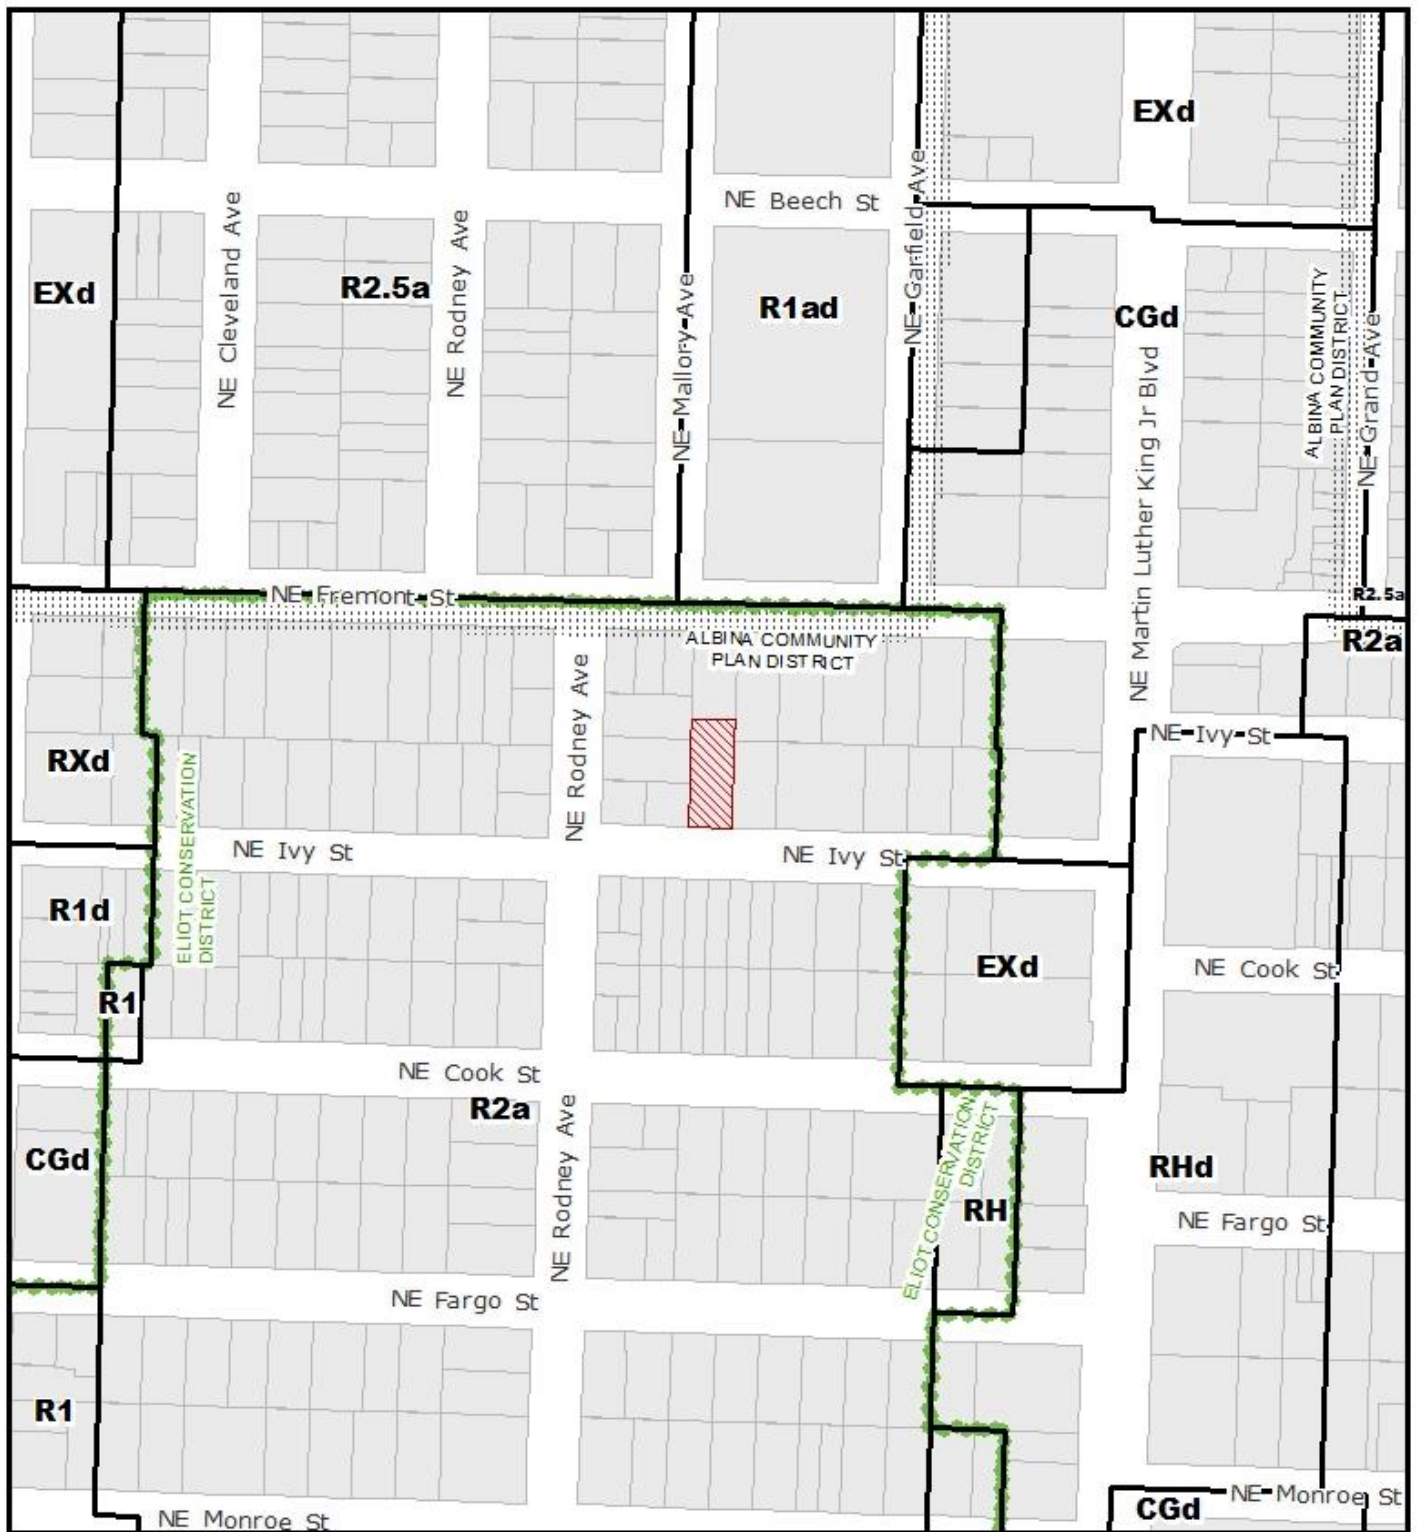 EXd
NE Beech St
NE Cleveland Ave
NE Rodney Ave
NE Mallory Ave
NE Garfield Ave
EXd
R2.5a
R1ad
CGd
ALBINA COMMUNITY
PLAN DISTRICT
NE Grand Ave
NE Martin Luther King Jr Blvd
NE Fremont St
R2.5a
R2a
ALBINA COMMUNITY
PLAN DISTRICT
NE Rodney Ave
NE Ivy St
RXd
ELIOT CONSERVATION
DISTRICT
NE Ivy St
NE Ivy St
R1d
EXd
NE Cook St
R1
NE Cook St
R2a
NE Rodney Ave
ELIOT CONSERVATION
DISTRICT
CGd
RHd
RH
NE Fargo St
NE Fargo St
R1
NE Monroe St
CGd
NE Monroe St